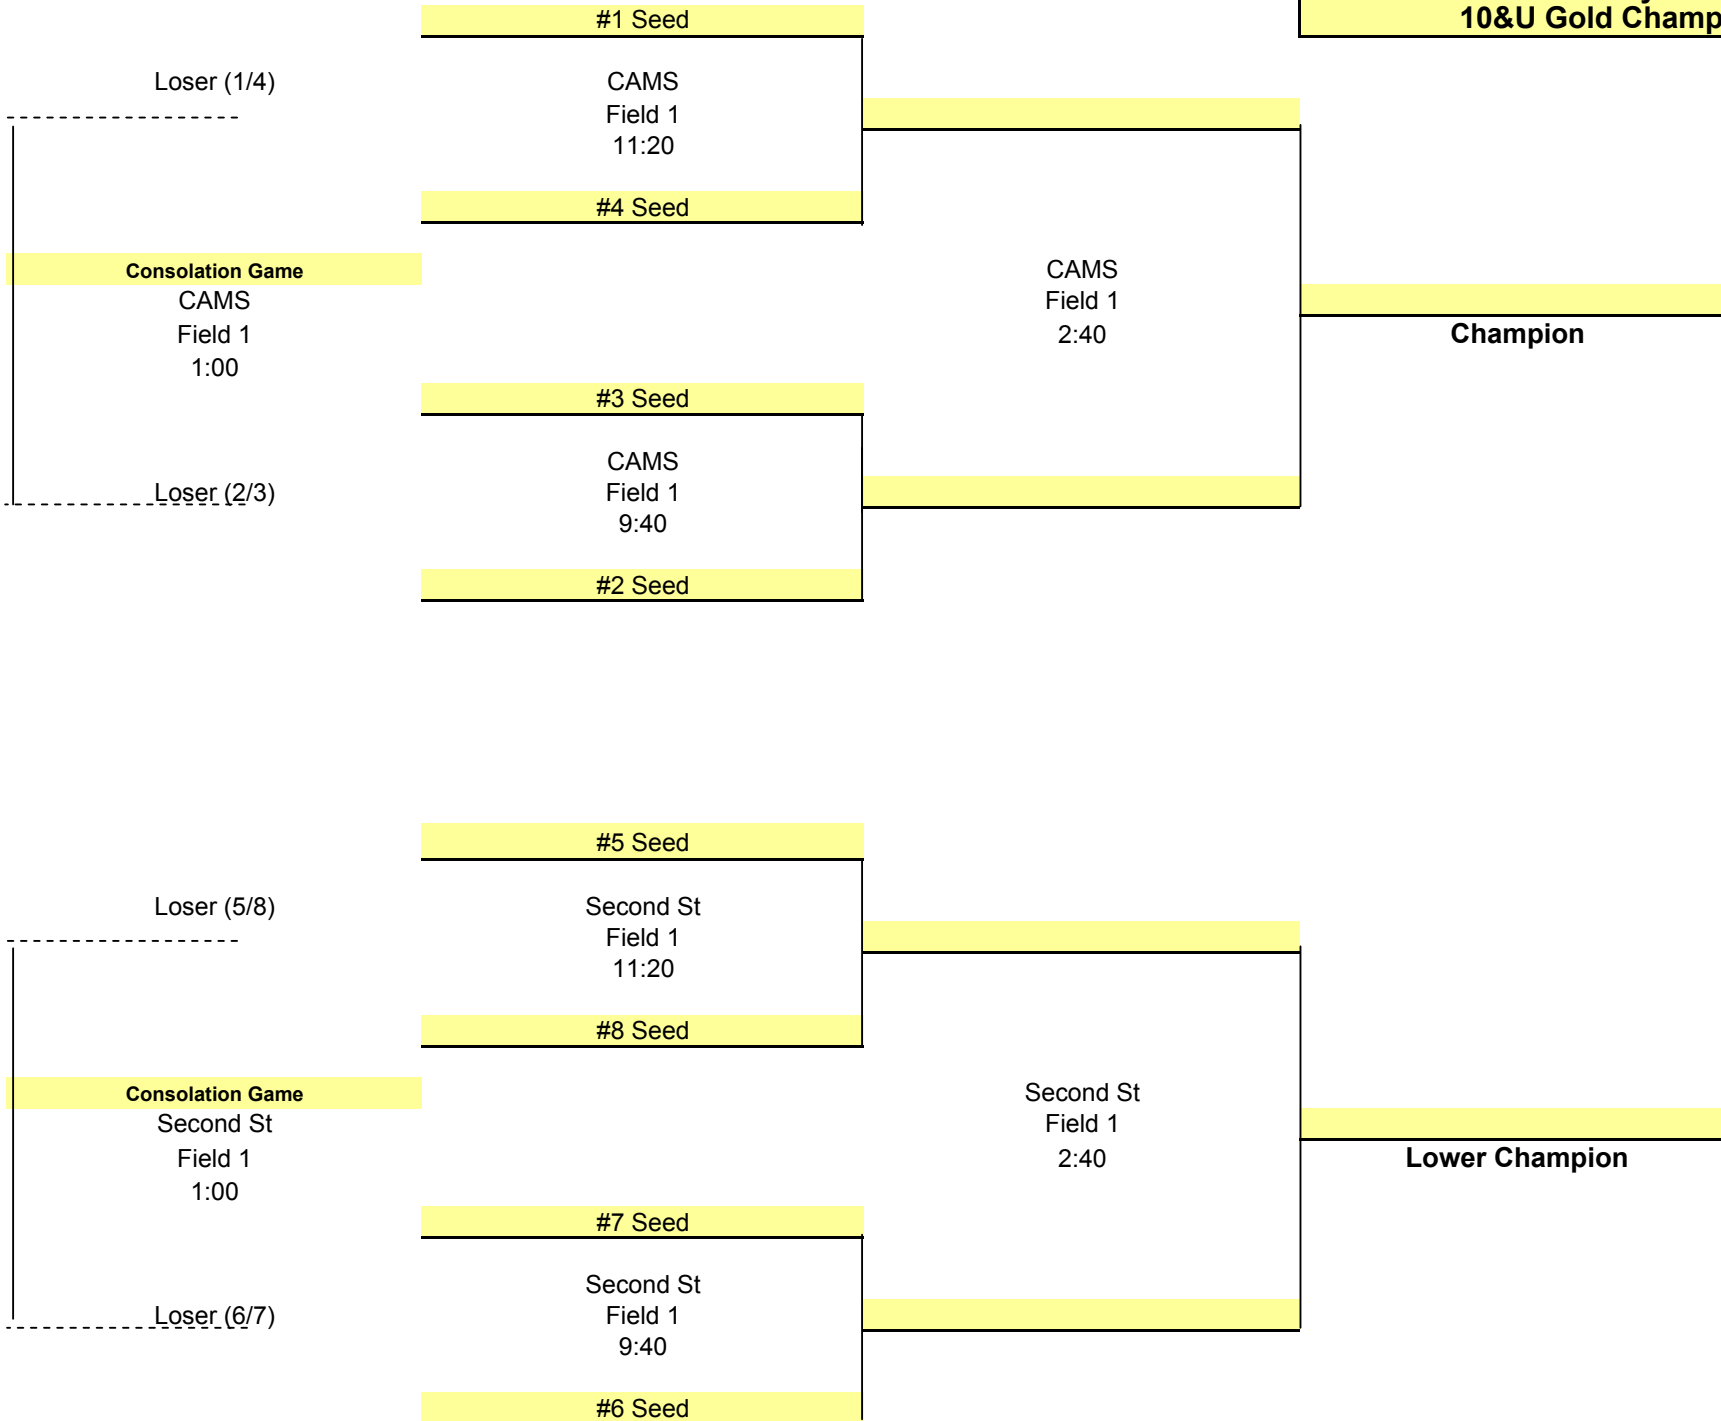 #1 Seed
10&U Gold Champ
Loser (1/4)
CAMS
Field 1
11:20
#4 Seed
Consolation Game
CAMS
Field 1
1:00
CAMS
Field 1
2:40
Champion
#3 Seed
CAMS
Field 1
9:40
Loser (2/3)
#2 Seed
#5 Seed
Loser (5/8)
Second St
Field 1
11:20
#8 Seed
Consolation Game
Second St
Field 1
1:00
Second St
Field 1
2:40
Lower Champion
#7 Seed
Second St
Field 1
9:40
Loser (6/7)
#6 Seed